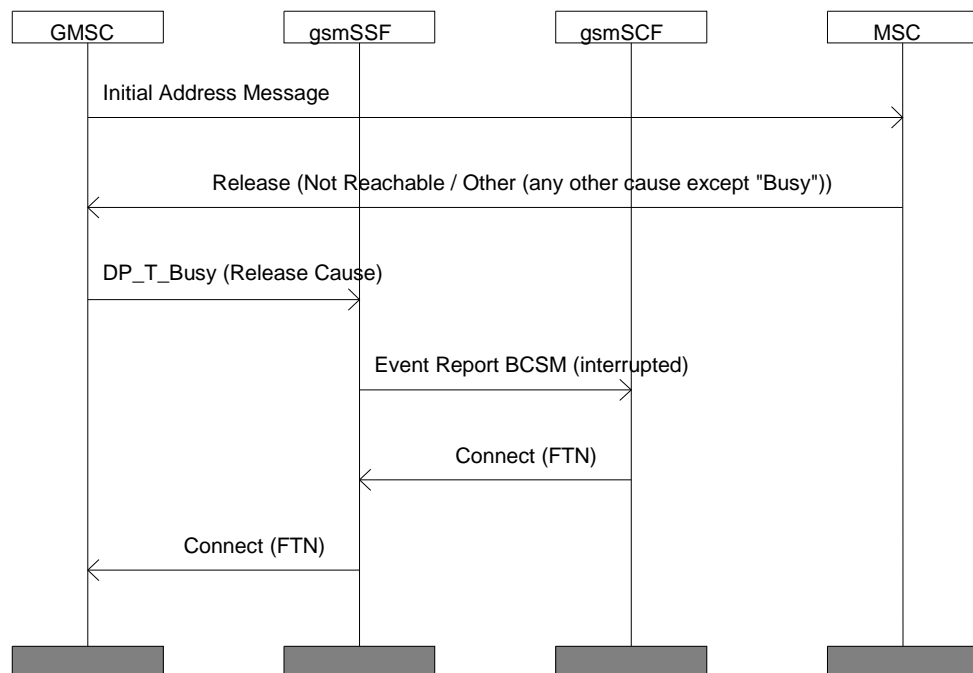 GMSC gsmSSF gsmSCF MSC
Initial Address Message
Release (Not Reachable / Other (any other cause except "Busy"))
DP_T_Busy (Release Cause)
Event Report BCSM (interrupted)
Connect (FTN)
Connect (FTN)